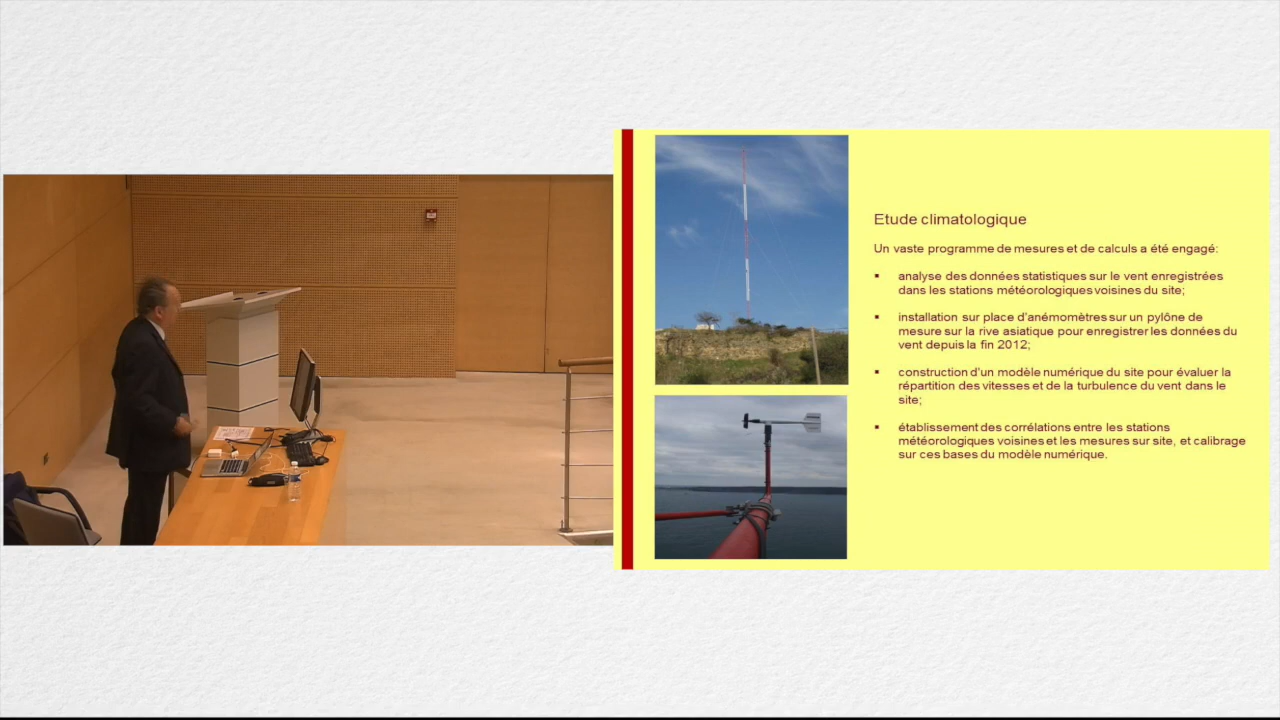 Etude climatologique
Un vaste programme de mesures et de calculs a été engagé:
▪ analyse des données statistiques sur le vent enregistrées
dans les stations météorologiques voisines du site;
▪ installation sur place d'anémomètres sur un pylône de
mesure sur la rive asiatique pour enregistrer les données du
vent depuis la fin 2012;
▪ construction d'un modèle numérique du site pour évaluer la
répartition des vitesses et de la turbulence du vent dans le
site;
▪ établissement des corrélations entre les stations
météorologiques voisines et les mesures sur site, et calibrage
sur ces bases du modèle numérique.